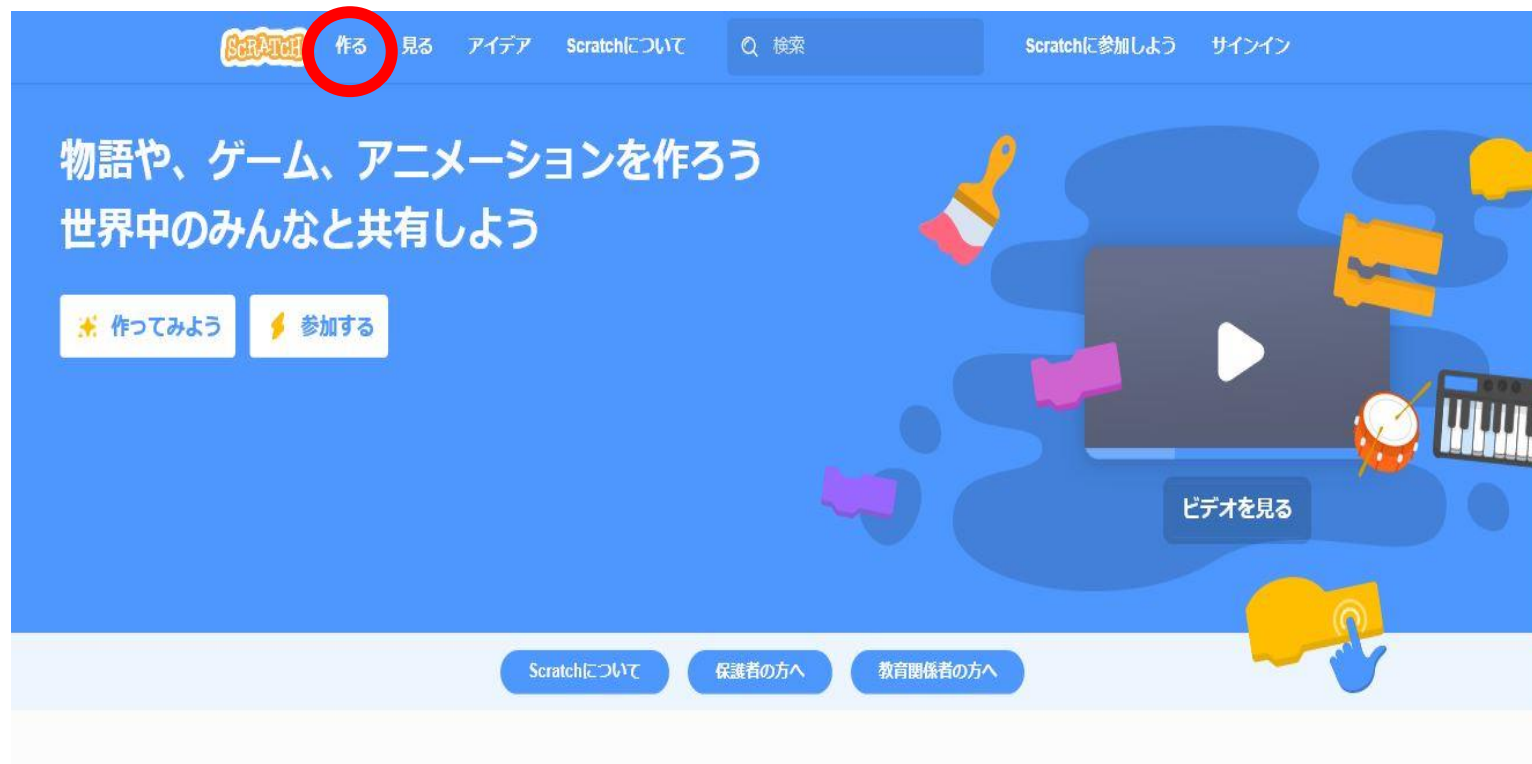 SCRATCH 作る 見る アイデア Scratchについて 検索 Scratchに参加しよう サインイン
物語や、ゲーム、アニメーションを作ろう
世界中のみんなと共有しよう
作ってみよう 参加する
ビデオを見る
Scratchについて 保護者の方へ 教育関係者の方へ